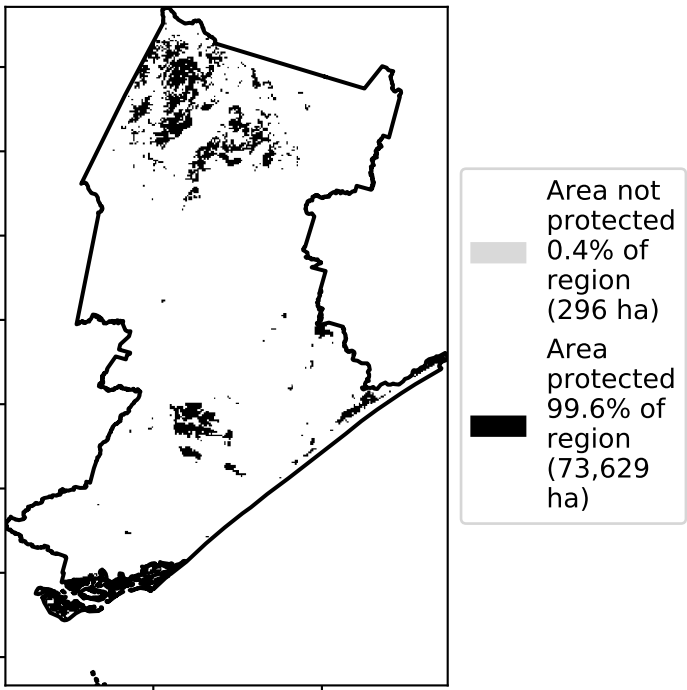 Area not
protected
0.4% of
region
(296 ha)
Area
protected
99.6% of
region
(73,629
ha)